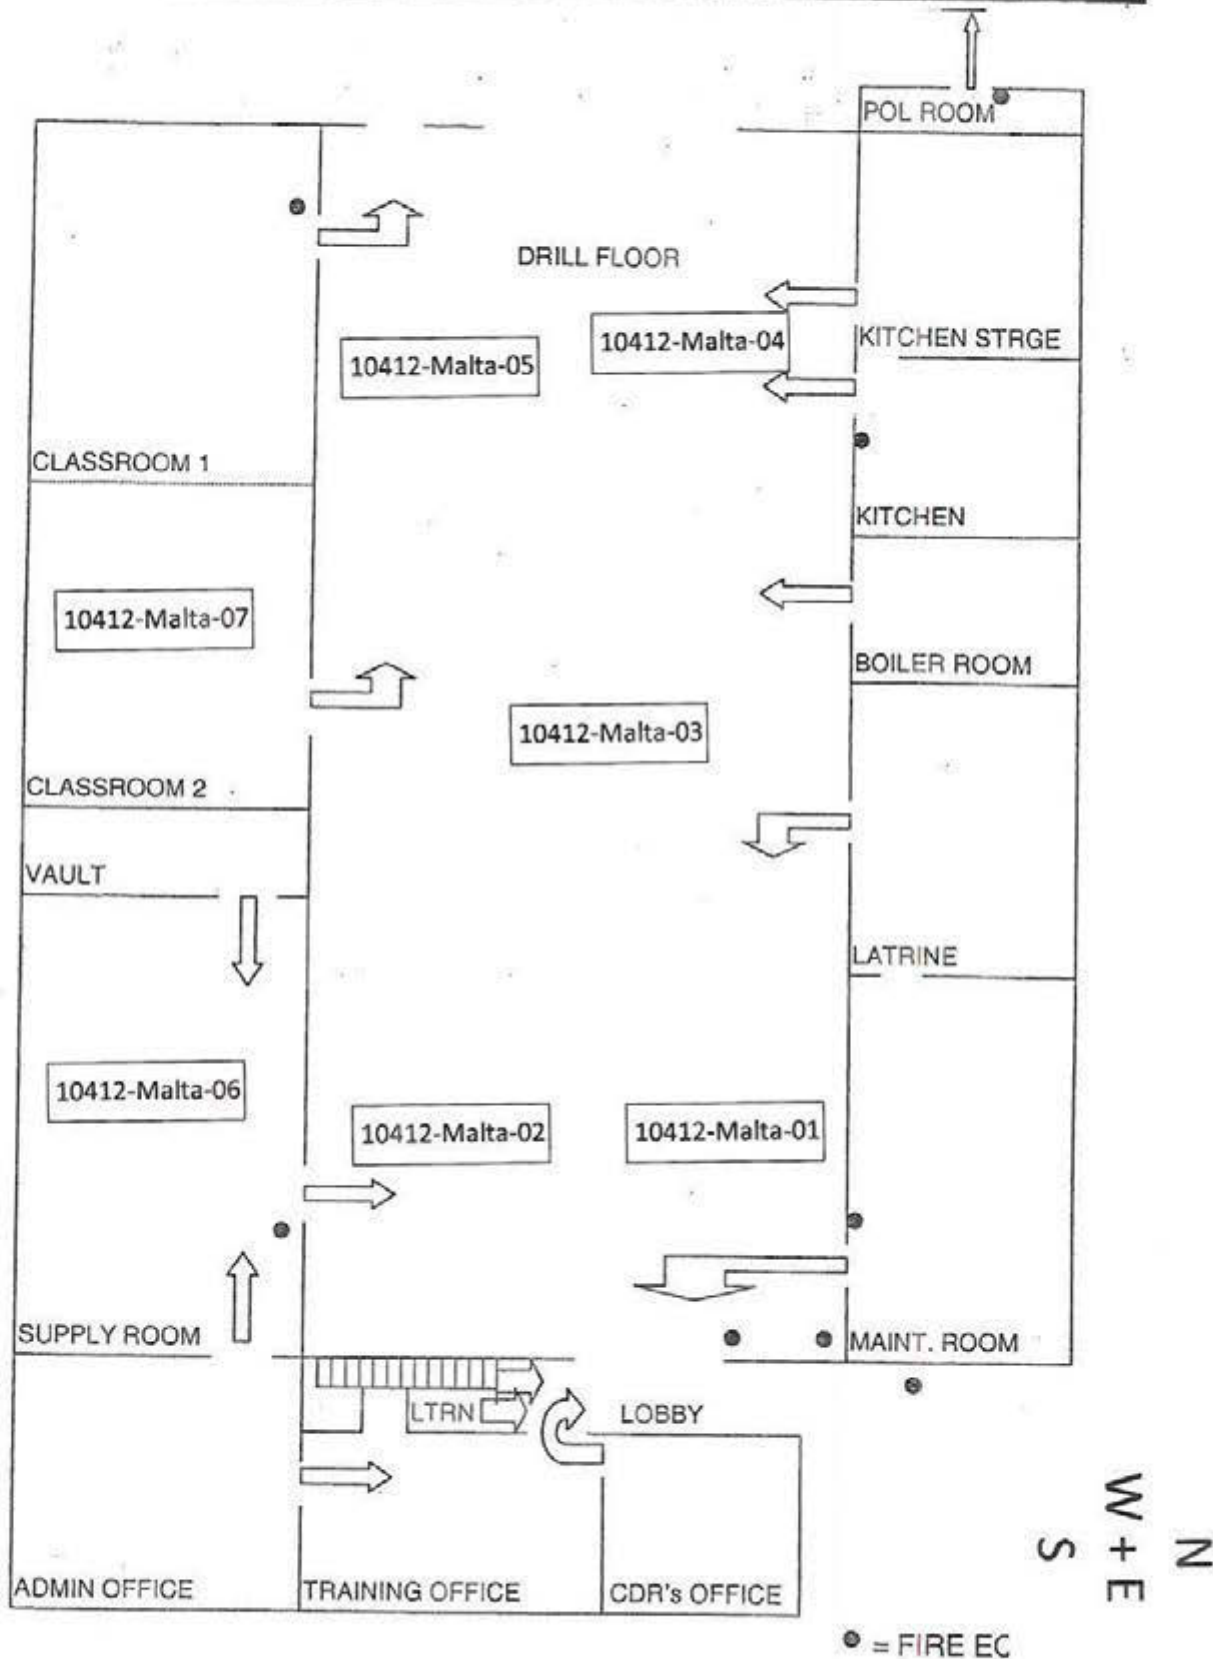 POL ROOM
DRILL FLOOR
10412-Malta-04
KITCHEN STRGE
10412-Malta-05
CLASSROOM 1
KITCHEN
10412-Malta-07
BOILER ROOM
10412-Malta-03
CLASSROOM 2
VAULT
LATRINE
10412-Malta-06
10412-Malta-02
10412-Malta-01
SUPPLY ROOM
MAINT. ROOM
LTRN
LOBBY
N
W+E
S
ADMIN OFFICE
TRAINING OFFICE
CDR's OFFICE
= FIRE EC